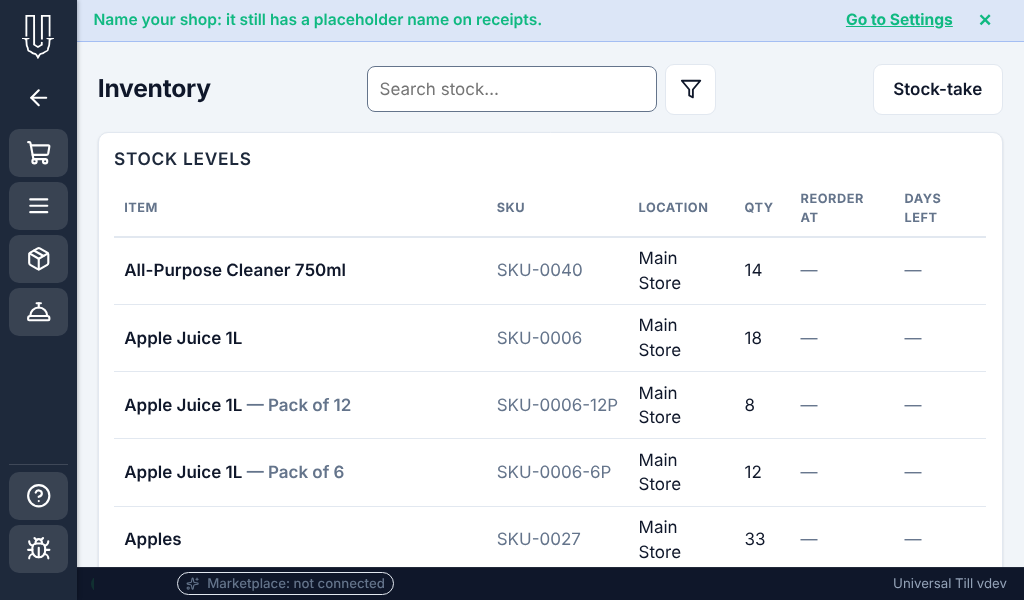 Name your shop: it still has a placeholder name on receipts.
Go to Settings ×
Inventory
Search stock...
Stock-take
STOCK LEVELS
ITEM SKU LOCATION QTY REORDER AT DAYS LEFT
All-Purpose Cleaner 750ml SKU-0040 Main Store 14 — —
Apple Juice 1L SKU-0006 Main Store 18 — —
Apple Juice 1L — Pack of 12 SKU-0006-12P Main Store 8 — —
Apple Juice 1L — Pack of 6 SKU-0006-6P Main Store 12 — —
Apples SKU-0027 Main Store 33 — —
Marketplace: not connected
Universal Till vdev